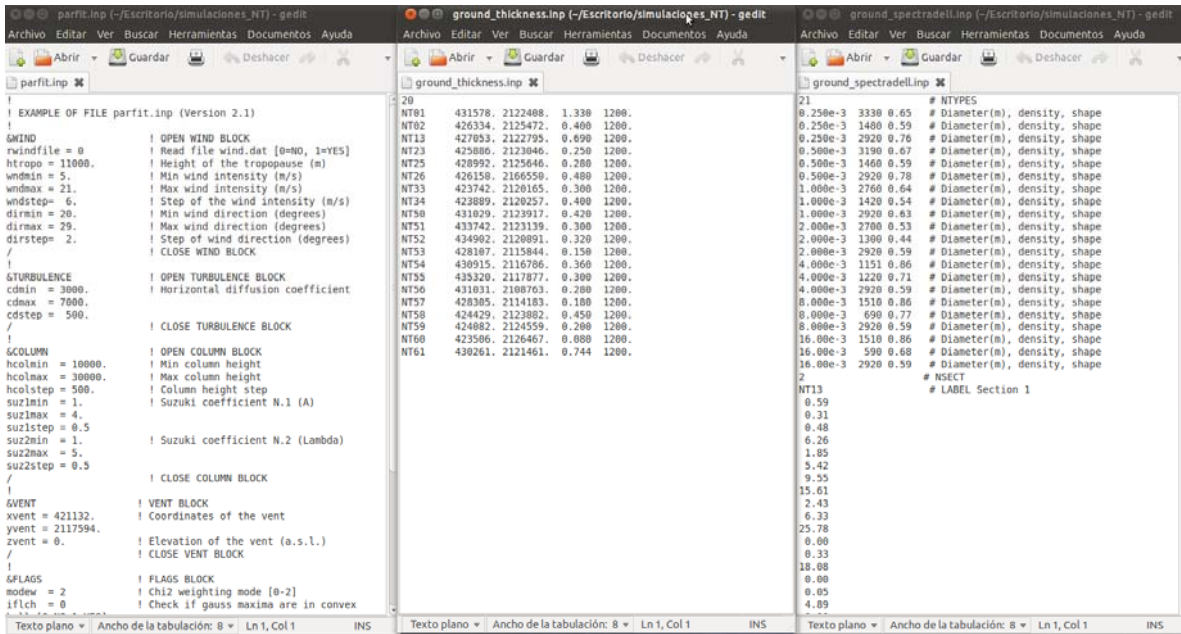 parfit.inp (~/Escritorio/simulaciones_NT) - gedit
Archivo Editar Ver Buscar Herramientas Documentos Ayuda
Abrir Guardar Deshacer
parfit.inp
!
! EXAMPLE OF FILE parfit.inp (Version 2.1)
!
&WIND ! OPEN WIND BLOCK
rwindfile = 0 ! Read file wind.dat [0=NO, 1=YES]
htropo = 11000. ! Height of the tropopause (m)
wndmin = 5. ! Min wind intensity (m/s)
wndmax = 21. ! Max wind intensity (m/s)
wndstep= 6. ! Step of the wind intensity (m/s)
dirmin = 20. ! Min wind direction (degrees)
dirmax = 29. ! Max wind direction (degrees)
dirstep= 2. ! Step of wind direction (degrees)
/ ! CLOSE WIND BLOCK
!
&TURBULENCE ! OPEN TURBULENCE BLOCK
cdmin = 3000. ! Horizontal diffusion coefficient
cdmax = 7000.
cdstep = 500.
/ ! CLOSE TURBULENCE BLOCK
!
&COLUMN ! OPEN COLUMN BLOCK
hcolmin = 10000. ! Min column height
hcolmax = 30000. ! Max column height
hcolstep = 500. ! Column height step
suz1min = 1. ! Suzuki coefficient N.1 (A)
suz1max = 4.
suz1step = 0.5
suz2min = 1. ! Suzuki coefficient N.2 (Lambda)
suz2max = 5.
suz2step = 0.5
/ ! CLOSE COLUMN BLOCK
!
&VENT ! VENT BLOCK
xvent = 421132. ! Coordinates of the vent
yvent = 2117594.
zvent = 0. ! Elevation of the vent (a.s.l.)
/ ! CLOSE VENT BLOCK
!
&FLAGS ! FLAGS BLOCK
modew = 2 ! Chi2 weighting mode [0-2]
iflch = 0 ! Check if gauss maxima are in convex
Texto plano Ancho de la tabulación: 8 Ln 1, Col 1 INS
ground_thickness.inp (~/Escritorio/simulaciones_NT) - gedit
Archivo Editar Ver Buscar Herramientas Documentos Ayuda
Abrir Guardar Deshacer
ground_thickness.inp
20
NT01 431578. 2122408. 1.330 1200.
NT02 426334. 2125472. 0.400 1200.
NT13 427053. 2122795. 0.690 1200.
NT23 425886. 2123046. 0.250 1200.
NT25 428992. 2125646. 0.280 1200.
NT26 426158. 2166550. 0.480 1200.
NT33 423742. 2120165. 0.300 1200.
NT34 423889. 2120257. 0.400 1200.
NT50 431029. 2123917. 0.420 1200.
NT51 433742. 2123139. 0.300 1200.
NT52 434902. 2120891. 0.320 1200.
NT53 428107. 2115844. 0.150 1200.
NT54 430915. 2116786. 0.360 1200.
NT55 435320. 2117877. 0.300 1200.
NT56 431031. 2108763. 0.280 1200.
NT57 428305. 2114183. 0.180 1200.
NT58 424429. 2123882. 0.450 1200.
NT59 424082. 2124559. 0.200 1200.
NT60 423506. 2126467. 0.080 1200.
NT61 430261. 2121461. 0.744 1200.
Texto plano Ancho de la tabulación: 8 Ln 1, Col 1 INS
ground_spectradell.inp (~/Escritorio/simulaciones_NT) - gedit
Archivo Editar Ver Buscar Herramientas Documentos Ayuda
Abrir Guardar Deshacer
ground_spectradell.inp
21 # NTYPES
0.250e-3 3330 0.65 # Diameter(m), density, shape
0.250e-3 1480 0.59 # Diameter(m), density, shape
0.250e-3 2920 0.76 # Diameter(m), density, shape
0.500e-3 3190 0.67 # Diameter(m), density, shape
0.500e-3 1460 0.59 # Diameter(m), density, shape
0.500e-3 2920 0.78 # Diameter(m), density, shape
1.000e-3 2760 0.64 # Diameter(m), density, shape
1.000e-3 1420 0.54 # Diameter(m), density, shape
1.000e-3 2920 0.63 # Diameter(m), density, shape
2.000e-3 2700 0.53 # Diameter(m), density, shape
2.000e-3 1300 0.44 # Diameter(m), density, shape
2.000e-3 2920 0.59 # Diameter(m), density, shape
4.000e-3 1151 0.86 # Diameter(m), density, shape
4.000e-3 1220 0.71 # Diameter(m), density, shape
4.000e-3 2920 0.59 # Diameter(m), density, shape
8.000e-3 1510 0.86 # Diameter(m), density, shape
8.000e-3 690 0.77 # Diameter(m), density, shape
8.000e-3 2920 0.59 # Diameter(m), density, shape
16.00e-3 1510 0.86 # Diameter(m), density, shape
16.00e-3 590 0.68 # Diameter(m), density, shape
16.00e-3 2920 0.59 # Diameter(m), density, shape
2 # NSECT
NT13 # LABEL Section 1
0.59
0.31
0.48
6.26
1.85
5.42
9.55
15.61
2.43
6.33
25.78
0.00
0.33
18.08
0.00
0.05
4.89
Texto plano Ancho de la tabulación: 8 Ln 1, Col 1 INS